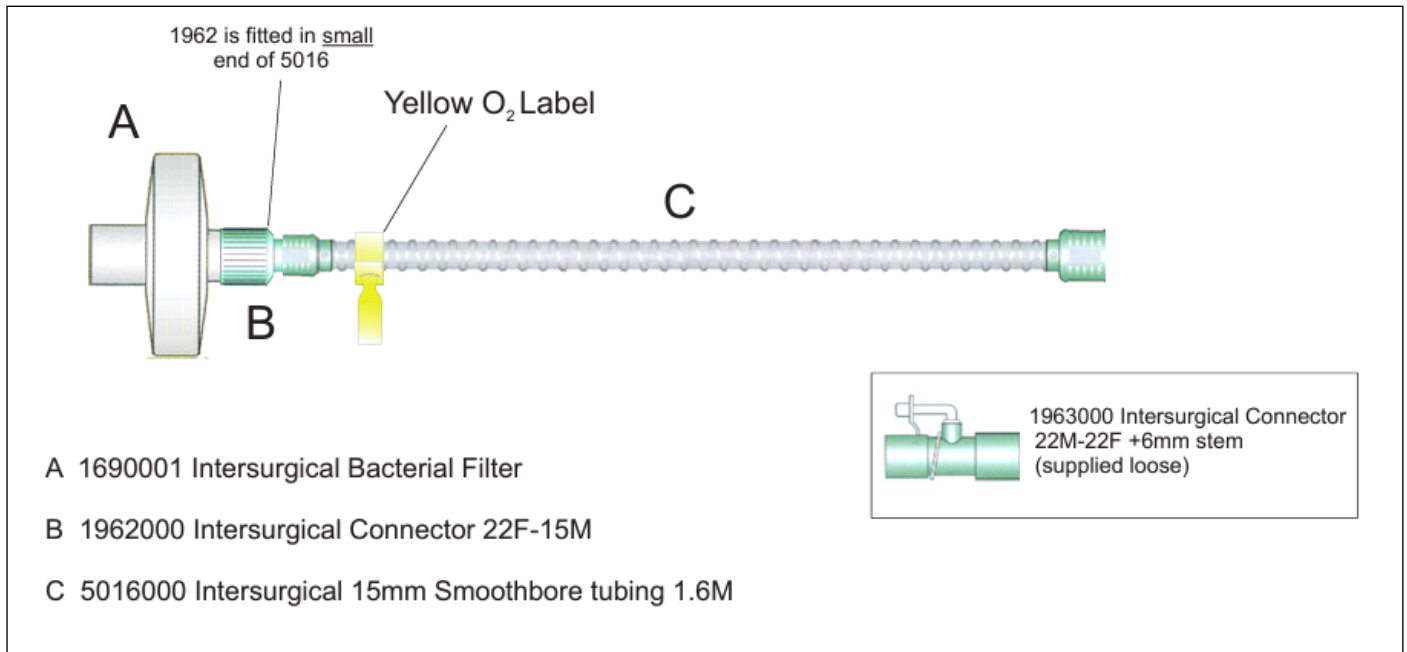 1962 is fitted in small
end of 5016
A
Yellow O₂ Label
C
B
1963000 Intersurgical Connector
22M-22F +6mm stem
(supplied loose)
A 1690001 Intersurgical Bacterial Filter
B 1962000 Intersurgical Connector 22F-15M
C 5016000 Intersurgical 15mm Smoothbore tubing 1.6M